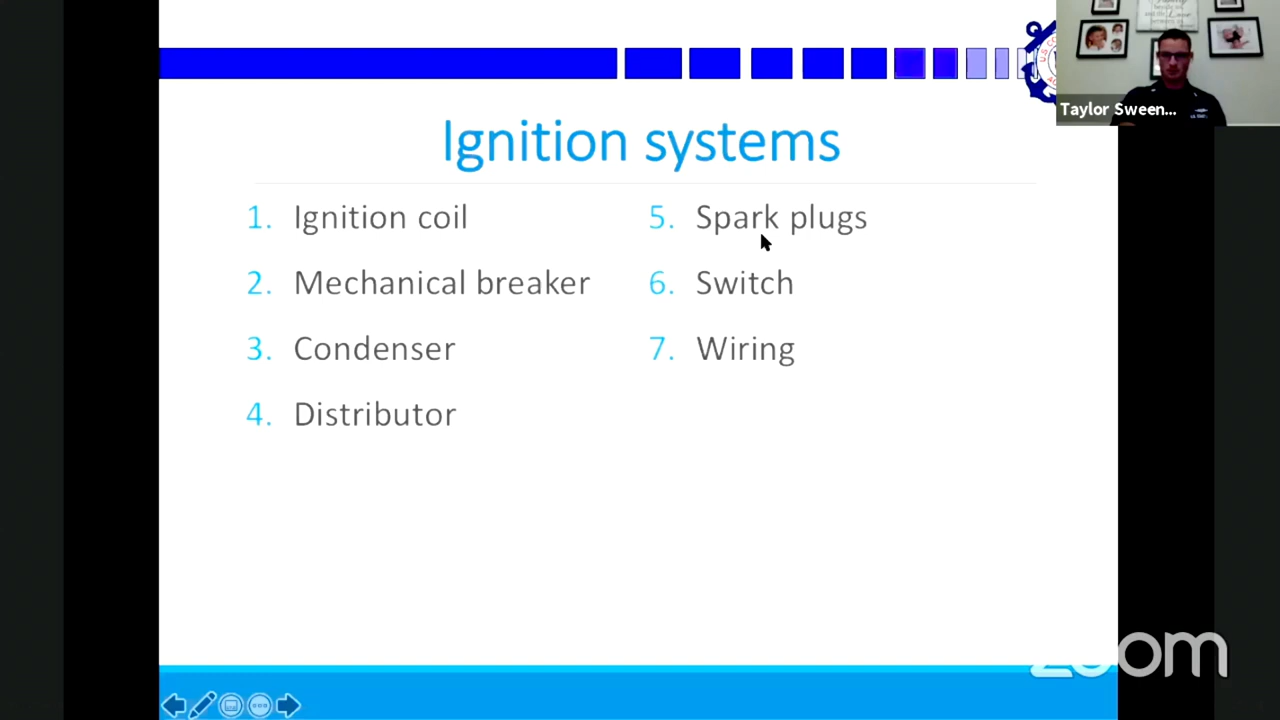 Taylor Sween...
Ignition systems
1. Ignition coil
2. Mechanical breaker
3. Condenser
4. Distributor
5. Spark plugs
6. Switch
7. Wiring
zoom